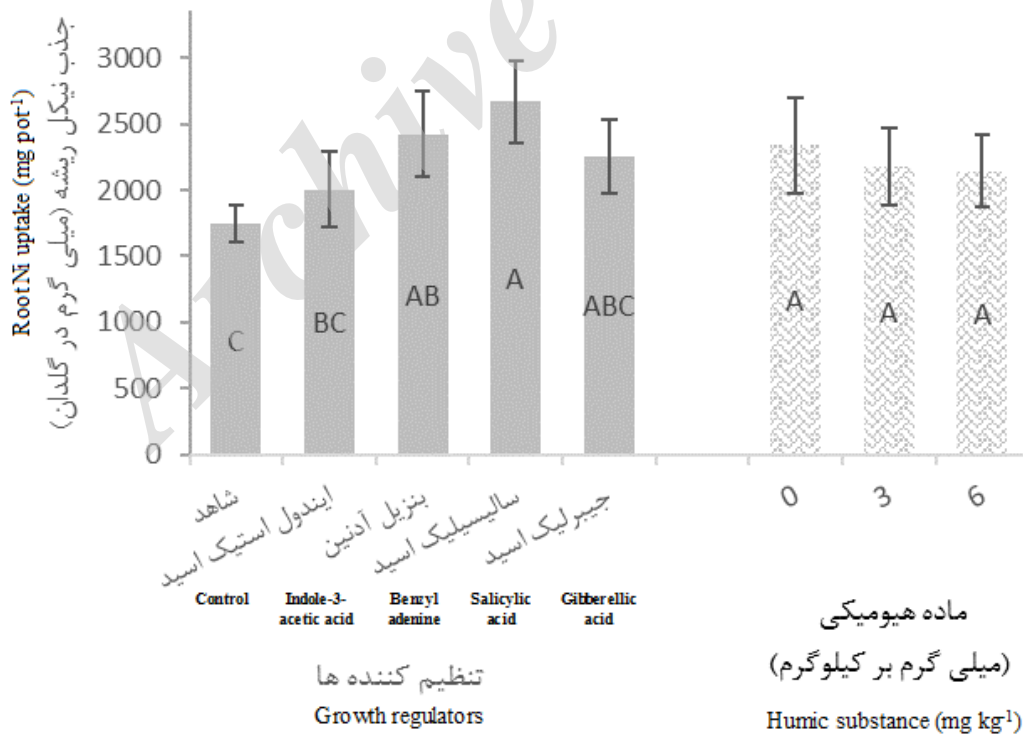 جذب نیکل ریشه (میلی گرم در گلدان)
Root Ni uptake (mg pot-1)
3000
2500
2000
1500
1000
500
0
C
BC
AB
A
ABC
A
A
A
شاهد
ایندول استیک اسید
بنزیل آدنین
سالیسیلیک اسید
جیبرلیک اسید
0
3
6
Control
Indole-3-
acetic acid
Benzyl
adenine
Salicylic
acid
Gibberellic
acid
تنظیم کننده ها
Growth regulators
ماده هیومیکی
(میلی گرم بر کیلوگرم)
Humic substance (mg kg-1)
Archive